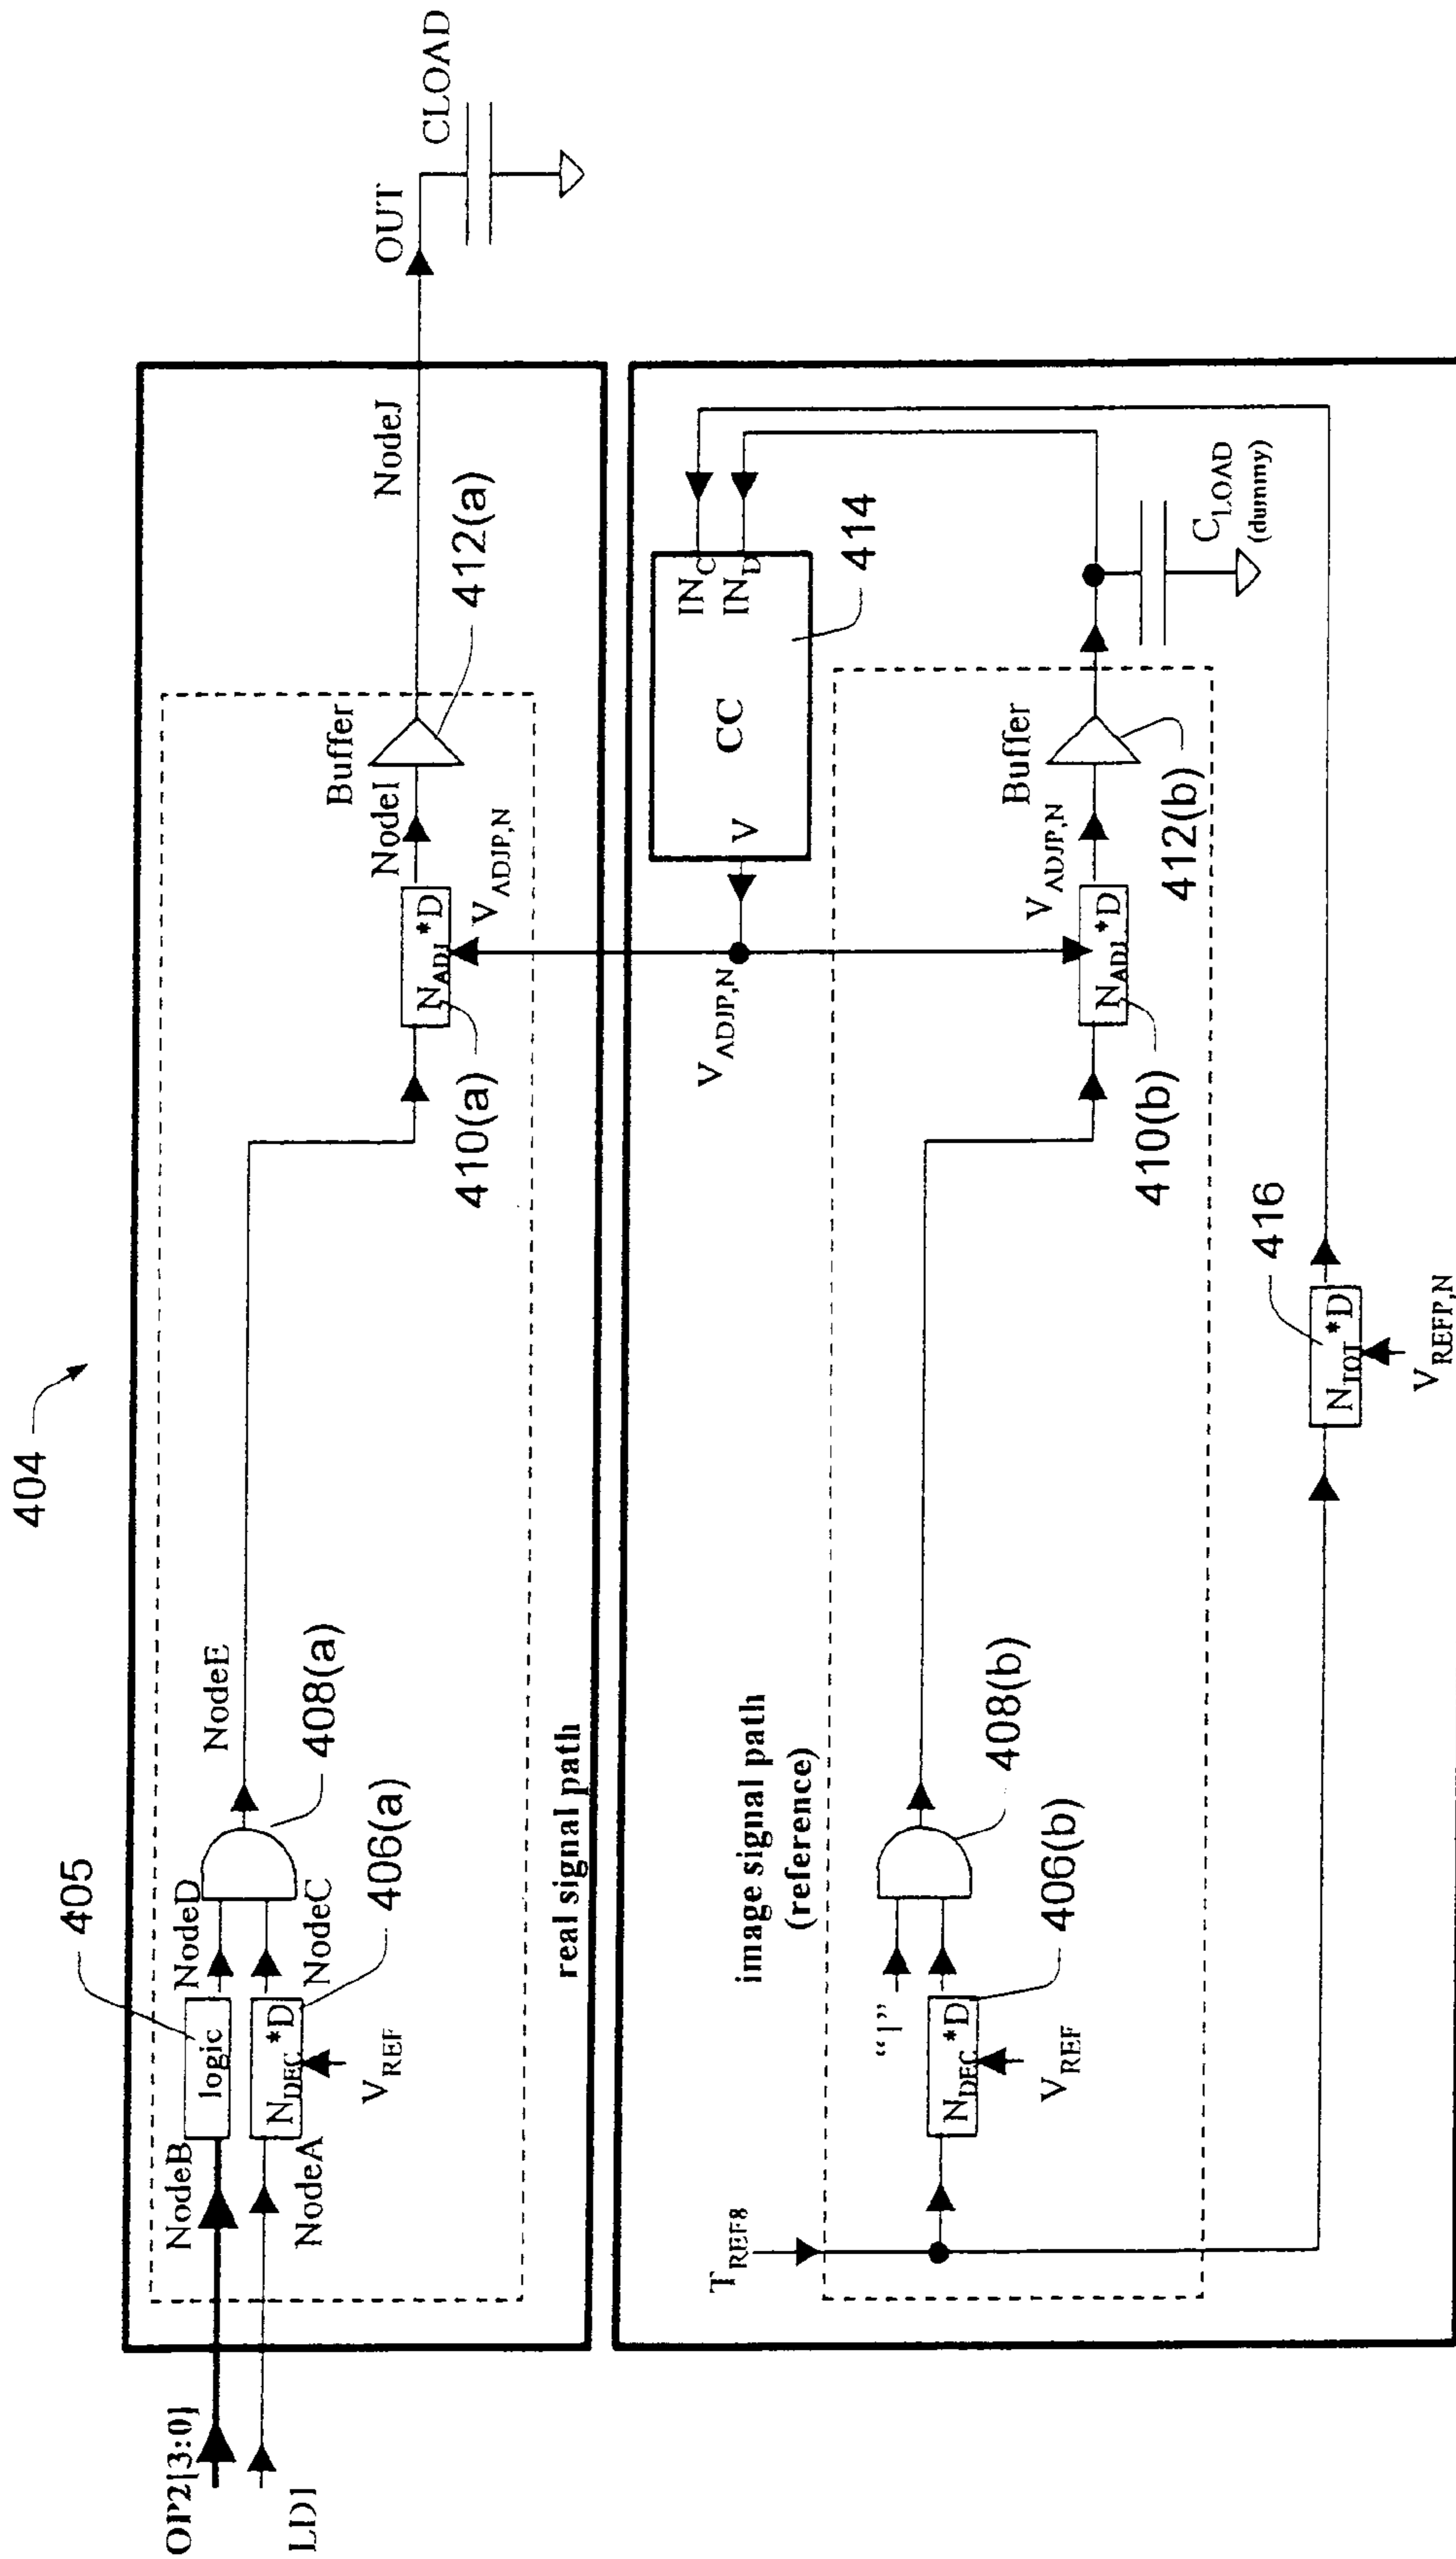 404
OP2[3:0]
LD1
NodeB
NodeA
logic
N_DEC*D
V_REF
405
NodeD
NodeC
406(a)
408(a)
NodeE
410(a)
N_ADJ*D
V_ADJP,N
NodeI
Buffer
412(a)
NodeJ
OUT
CLOAD
real signal path
image signal path
(reference)
T_REF8
"1"
N_DEC*D
V_REF
406(b)
408(b)
V_ADJP,N
V
CC
IN_C
IN_D
414
410(b)
N_ADJ*D
V_ADJP,N
Buffer
412(b)
C_LOAD
(dummy)
416
N_TOT*D
V_REFP,N